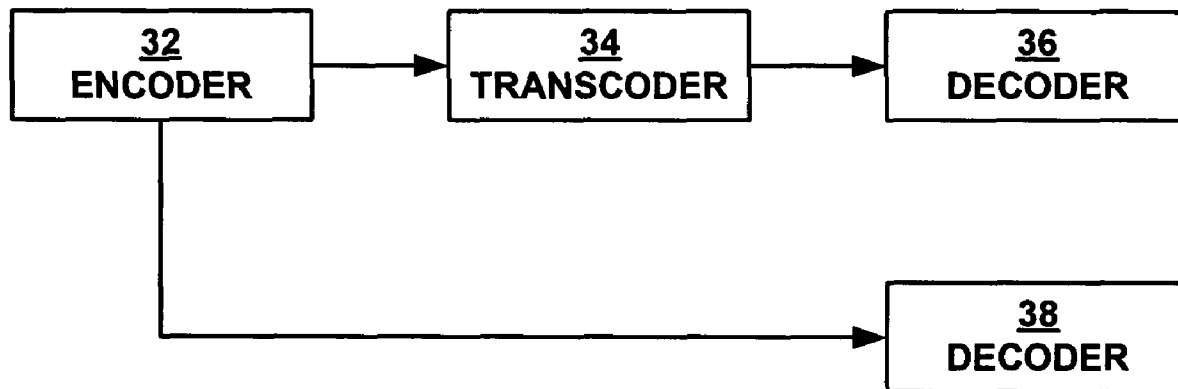 32
ENCODER
34
TRANSCODER
36
DECODER
38
DECODER